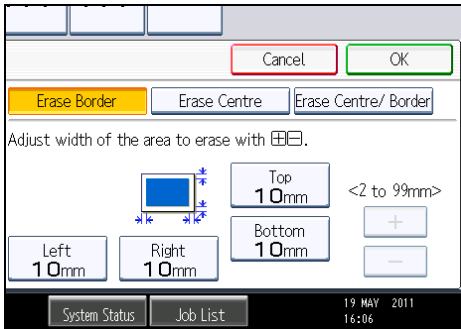 Cancel
OK
Erase Border
Erase Centre
Erase Centre/ Border
Adjust width of the area to erase with ⊞⊟.
Top
10mm
<2 to 99mm>
+
Bottom
10mm
−
Left
10mm
Right
10mm
System Status
Job List
19 MAY 2011
16:06